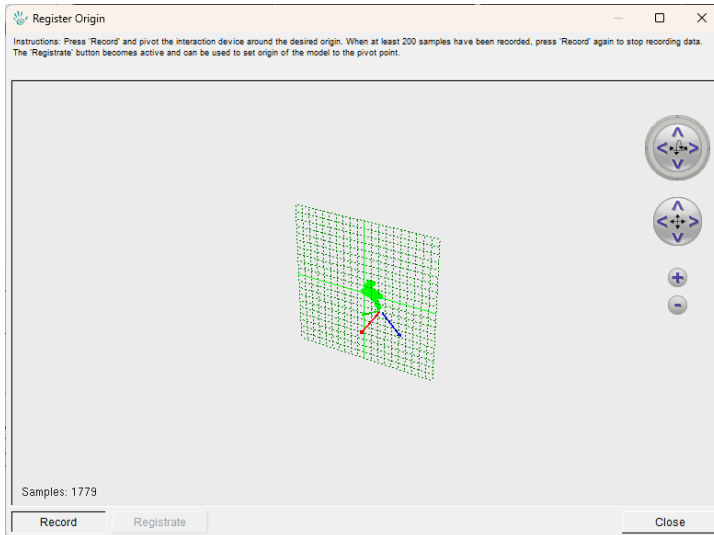 Register Origin
Instructions: Press 'Record' and pivot the interaction device around the desired origin. When at least 200 samples have been recorded, press 'Record' again to stop recording data.
The 'Registrate' button becomes active and can be used to set origin of the model to the pivot point.
Samples: 1779
Record
Registrate
Close